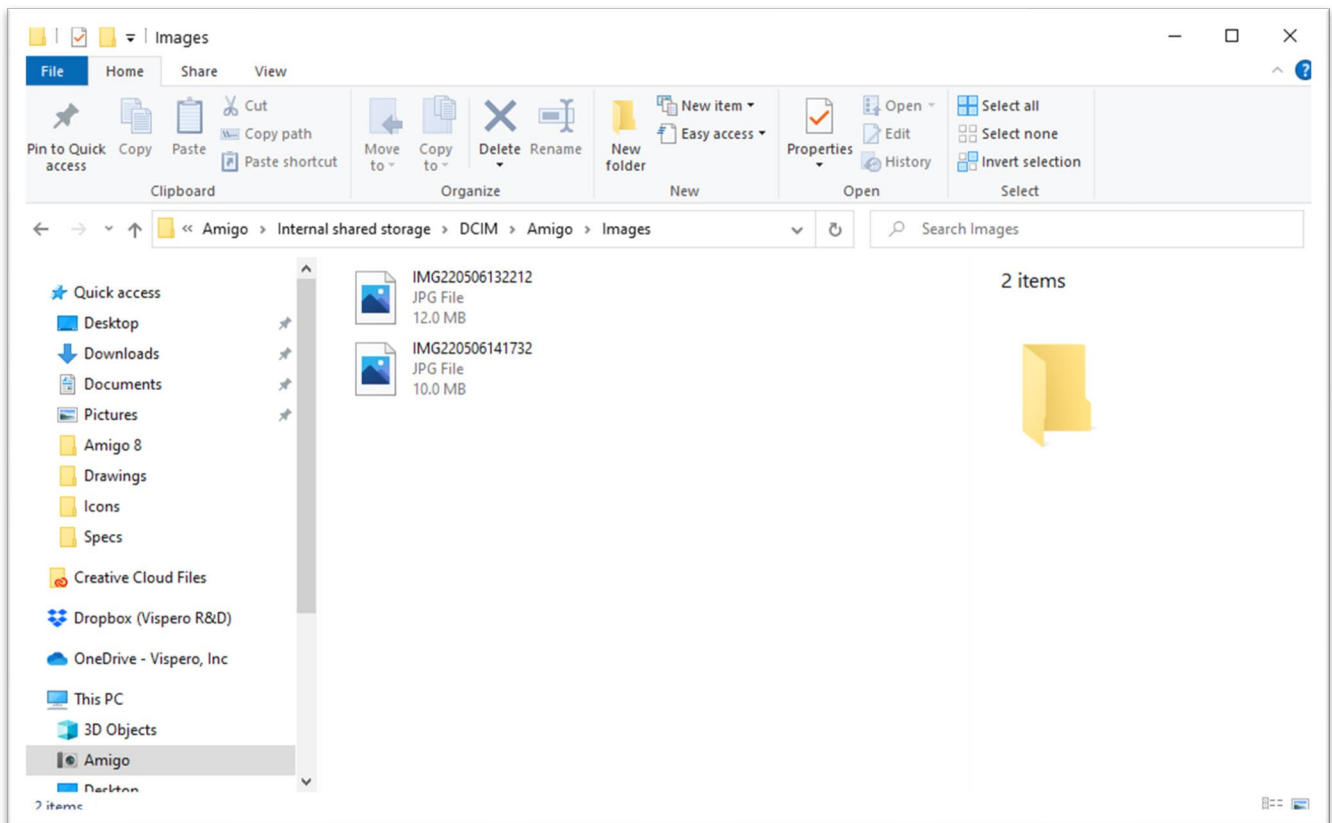 Images
File Home Share View
Pin to Quick access
Copy
Paste
Cut
Copy path
Paste shortcut
Clipboard
Move to
Copy to
Delete
Rename
Organize
New folder
New item
Easy access
New
Properties
Open
Edit
History
Open
Select all
Select none
Invert selection
Select
« Amigo > Internal shared storage > DCIM > Amigo > Images
Search Images
Quick access
Desktop
Downloads
Documents
Pictures
Amigo 8
Drawings
Icons
Specs
Creative Cloud Files
Dropbox (Vispero R&D)
OneDrive - Vispero, Inc
This PC
3D Objects
Amigo
Desktop
IMG220506132212
JPG File
12.0 MB
IMG220506141732
JPG File
10.0 MB
2 items
2 items